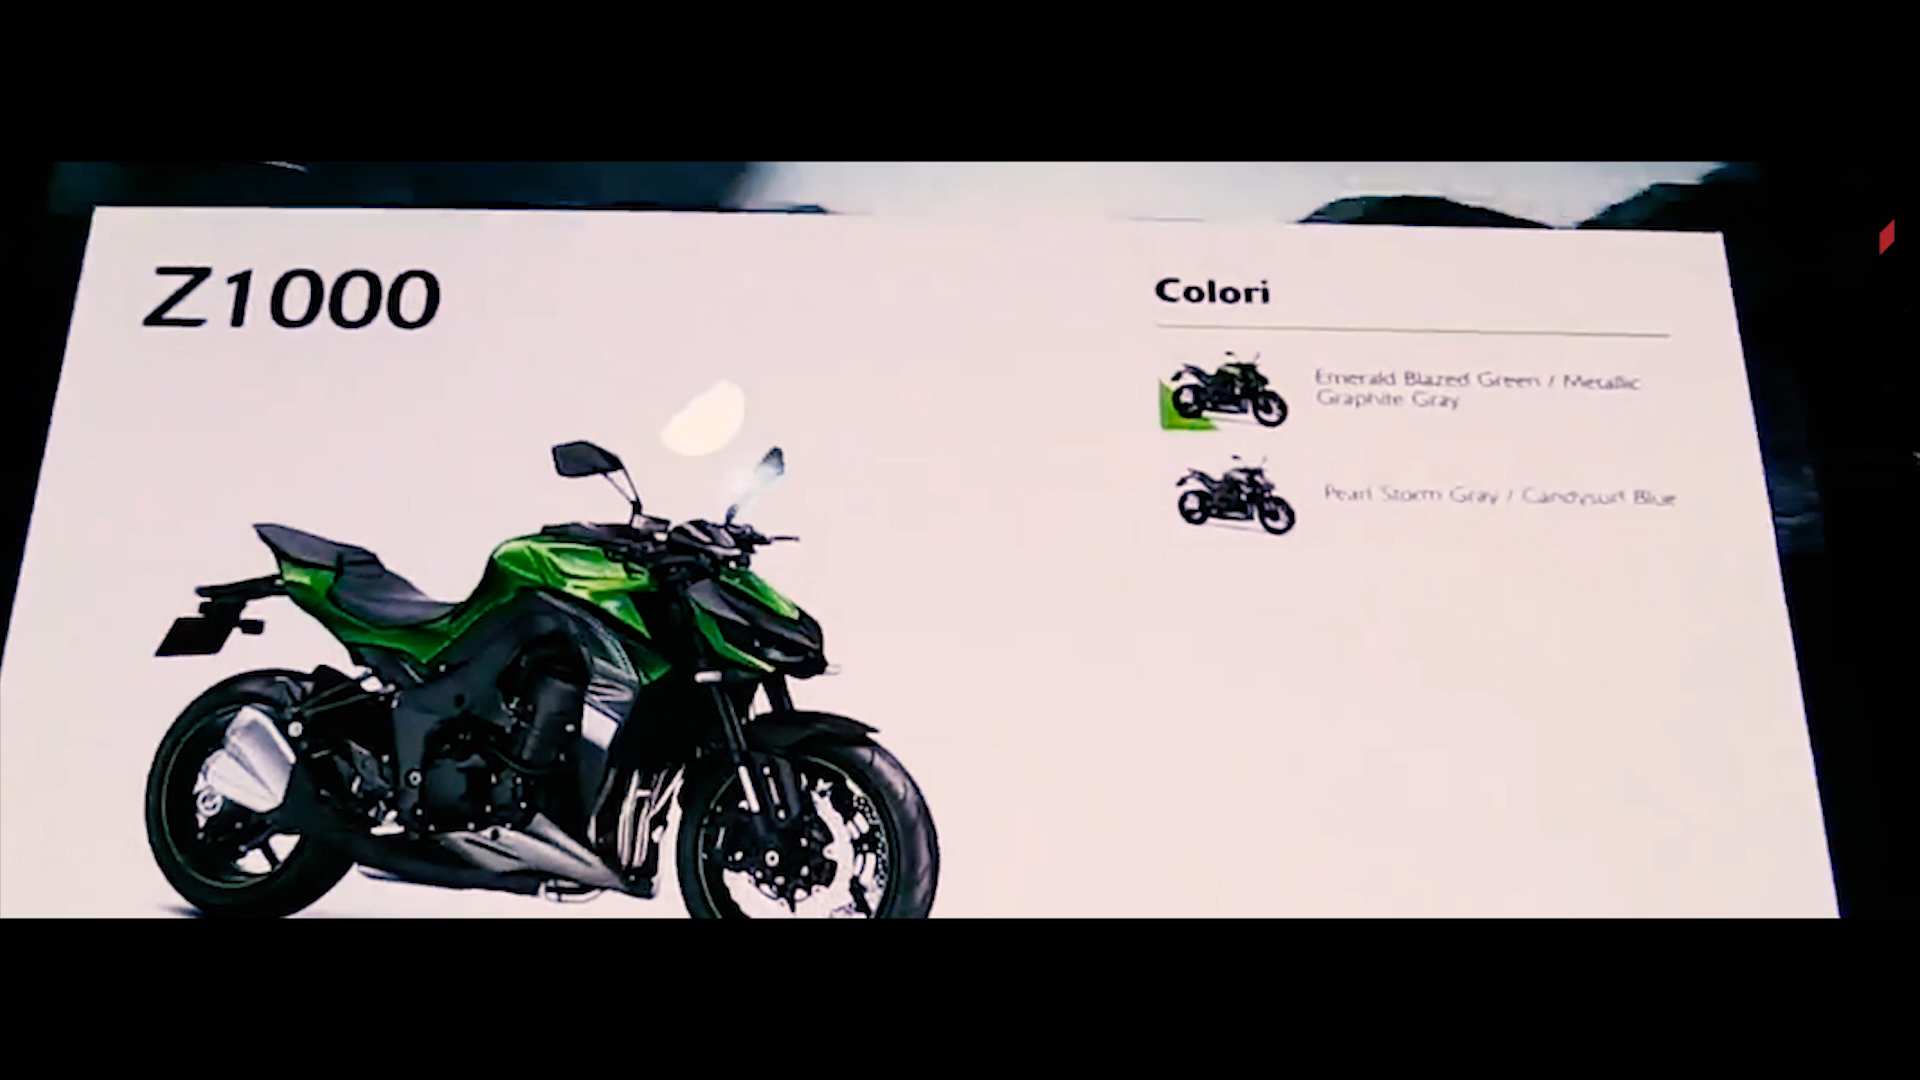 Z1000
Colori
Emerald Blazed Green / Metallic
Graphite Gray
Pearl Storm Gray / Candysurf Blue